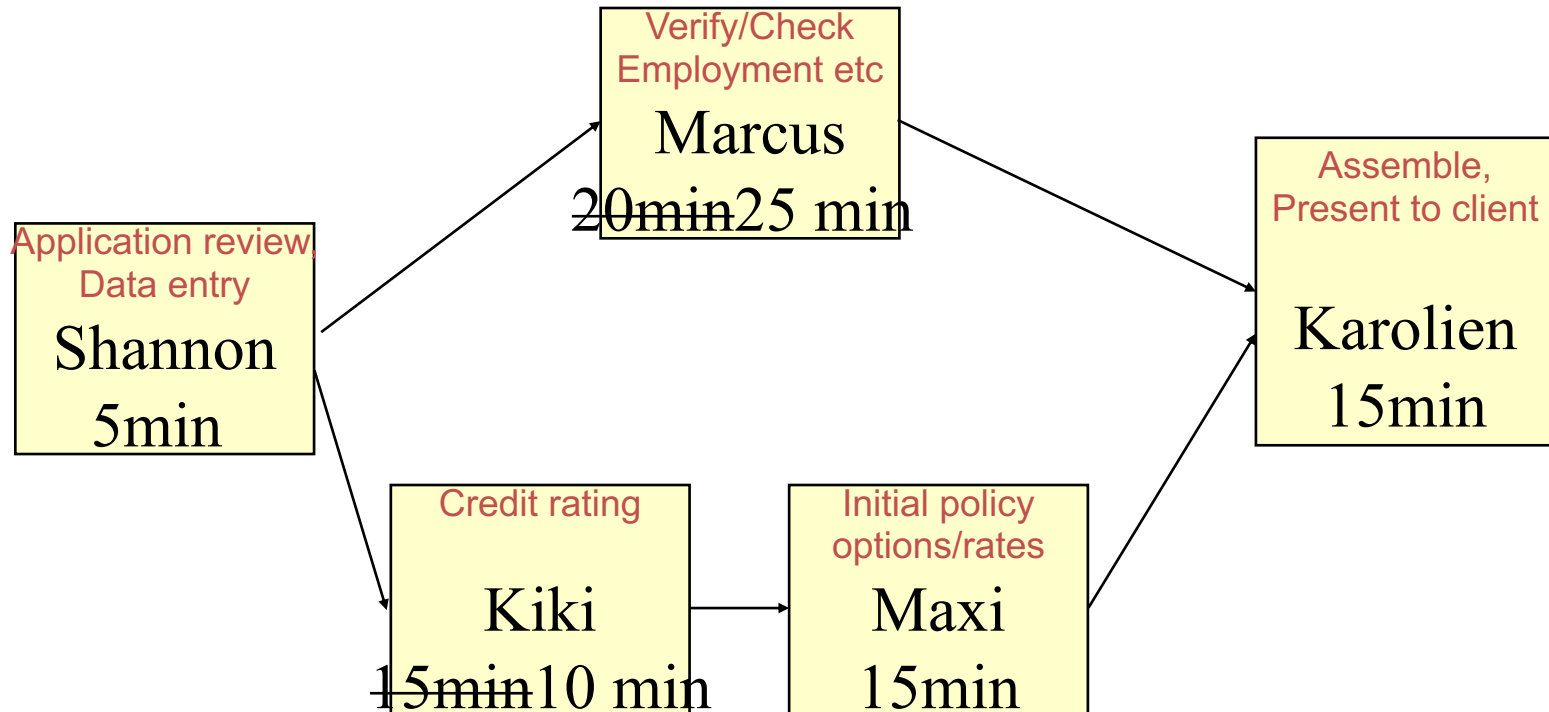 Verify/Check
Employment etc
Marcus
20min25 min
Application review,
Data entry
Shannon
5min
Credit rating
Kiki
15min10 min
Initial policy
options/rates
Maxi
15min
Assemble,
Present to client
Karolien
15min